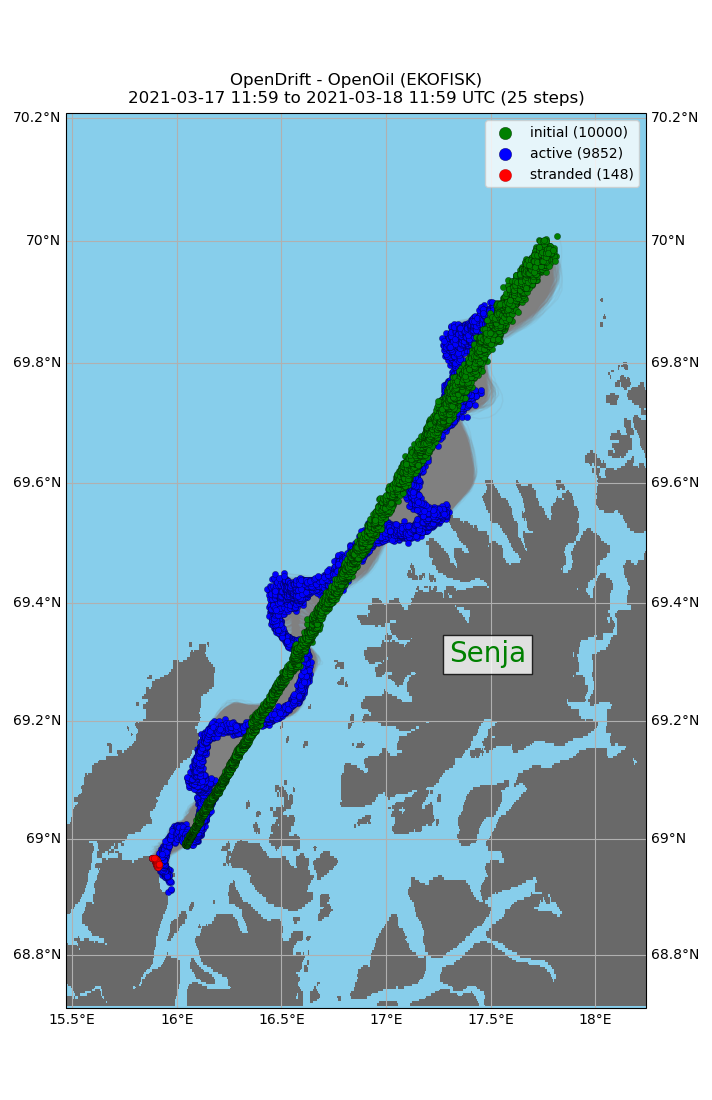 OpenDrift - OpenOil (EKOFISK)
2021-03-17 11:59 to 2021-03-18 11:59 UTC (25 steps)
70.2°N 70.2°N
initial (10000)
active (9852)
stranded (148)
70°N 70°N
69.8°N 69.8°N
69.6°N 69.6°N
69.4°N 69.4°N
Senja
69.2°N 69.2°N
69°N 69°N
68.8°N 68.8°N
15.5°E 16°E 16.5°E 17°E 17.5°E 18°E